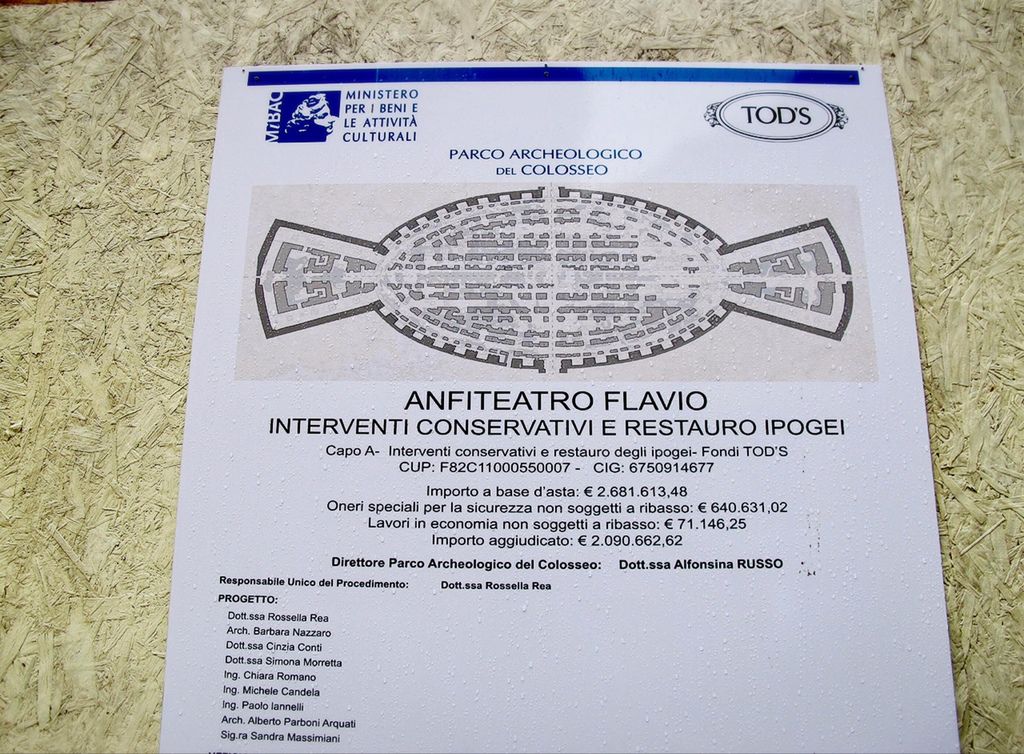 MiBAC
MINISTERO
PER I BENI E
LE ATTIVITÀ
CULTURALI
TOD'S
PARCO ARCHEOLOGICO
DEL COLOSSEO
ANFITEATRO FLAVIO
INTERVENTI CONSERVATIVI E RESTAURO IPOGEI
Capo A- Interventi conservativi e restauro degli ipogei- Fondi TOD'S
CUP: F82C11000550007 - CIG: 6750914677
Importo a base d'asta: € 2.681.613,48
Oneri speciali per la sicurezza non soggetti a ribasso: € 640.631,02
Lavori in economia non soggetti a ribasso: € 71.146,25
Importo aggiudicato: € 2.090.662,62
Direttore Parco Archeologico del Colosseo: Dott.ssa Alfonsina RUSSO
Responsabile Unico del Procedimento: Dott.ssa Rossella Rea
PROGETTO:
Dott.ssa Rossella Rea
Arch. Barbara Nazzaro
Dott.ssa Cinzia Conti
Dott.ssa Simona Morretta
Ing. Chiara Romano
Ing. Michele Candela
Ing. Paolo Iannelli
Arch. Alberto Parboni Arquati
Sig.ra Sandra Massimiani